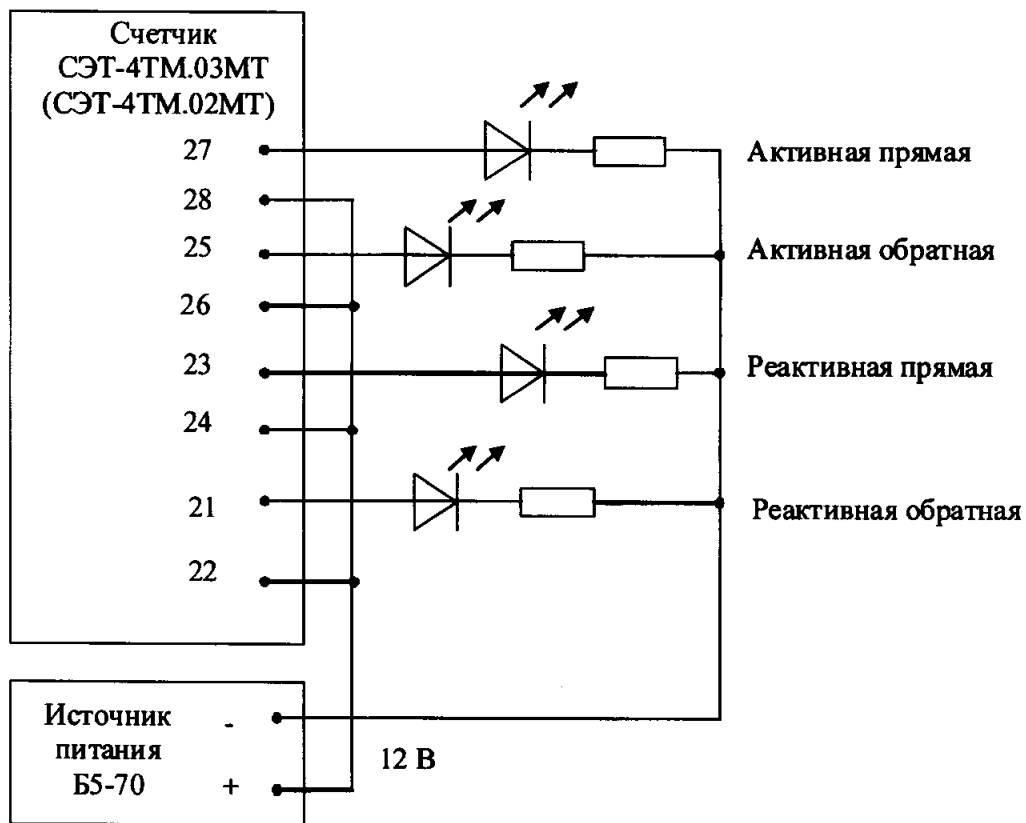 Счетчик
СЭТ-4ТМ.03МТ
(СЭТ-4ТМ.02МТ)
27
Активная прямая
28
25
Активная обратная
26
23
Реактивная прямая
24
21
Реактивная обратная
22
Источник
питания
Б5-70
-
+
12 В